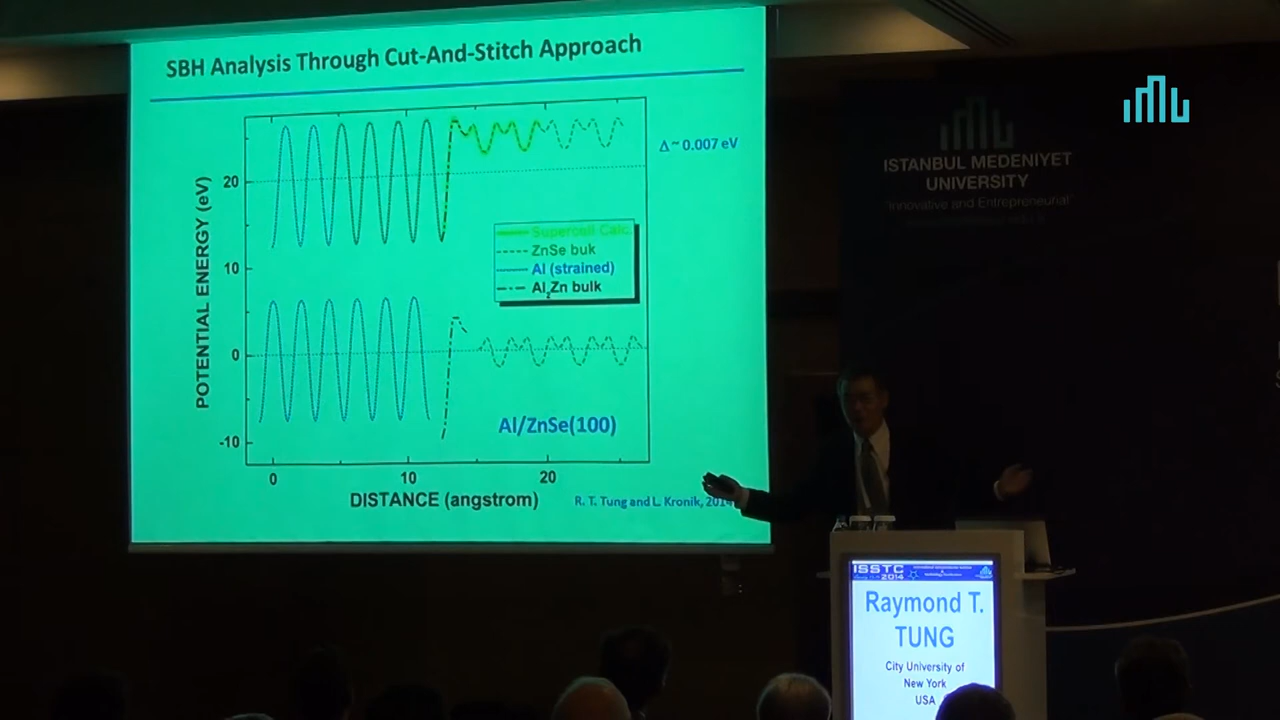 SBH Analysis Through Cut-And-Stitch Approach
Δ ~ 0.007 eV
POTENTIAL ENERGY (eV)
20
10
0
-10
Supercell Calc.
ZnSe buk
Al (strained)
Al2Zn bulk
Al/ZnSe(100)
0
10
20
DISTANCE (angstrom)
R. T. Tung and L. Kronik, 2014
ISTANBUL MEDENIYET
UNIVERSITY
"Innovative and Entrepreneurial"
ISSTC
2014
Raymond T.
TUNG
City University of
New York
USA